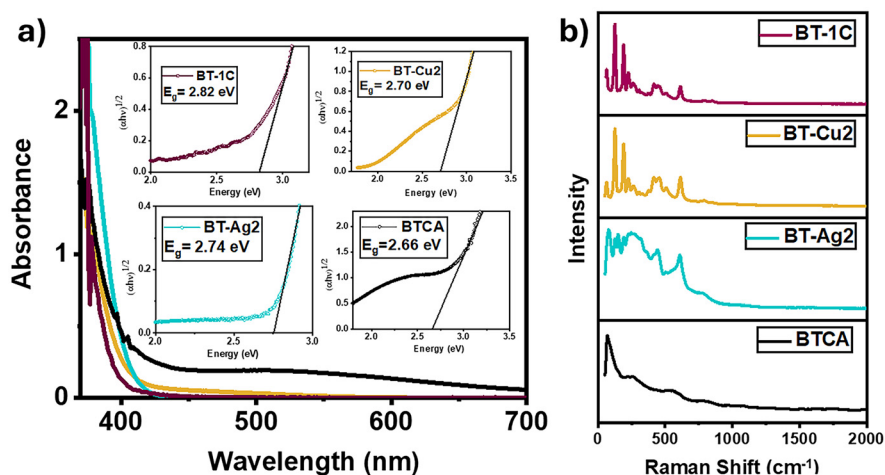 a)
Absorbance
2
1
0
400
500
600
700
Wavelength (nm)
BT-1C
Eg= 2.82 eV
(αhν)1/2
0.8
0.6
0.4
0.2
0.0
2.0
2.5
3.0
Energy (eV)
BT-Cu2
Eg= 2.70 eV
(αhν)1/2
1.2
1.0
0.8
0.6
0.4
0.2
0.0
2.0
2.5
3.0
3.5
Energy (eV)
BT-Ag2
Eg= 2.74 eV
(αhν)1/2
0.4
0.2
0.0
2.0
2.5
3.0
Energy (eV)
BTCA
Eg=2.66 eV
(αhν)1/2
2.0
1.5
1.0
0.5
0.0
2.0
2.5
3.0
3.5
Energy (eV)
b)
Intensity
BT-1C
BT-Cu2
BT-Ag2
BTCA
0
500
1000
1500
2000
Raman Shift (cm-1)